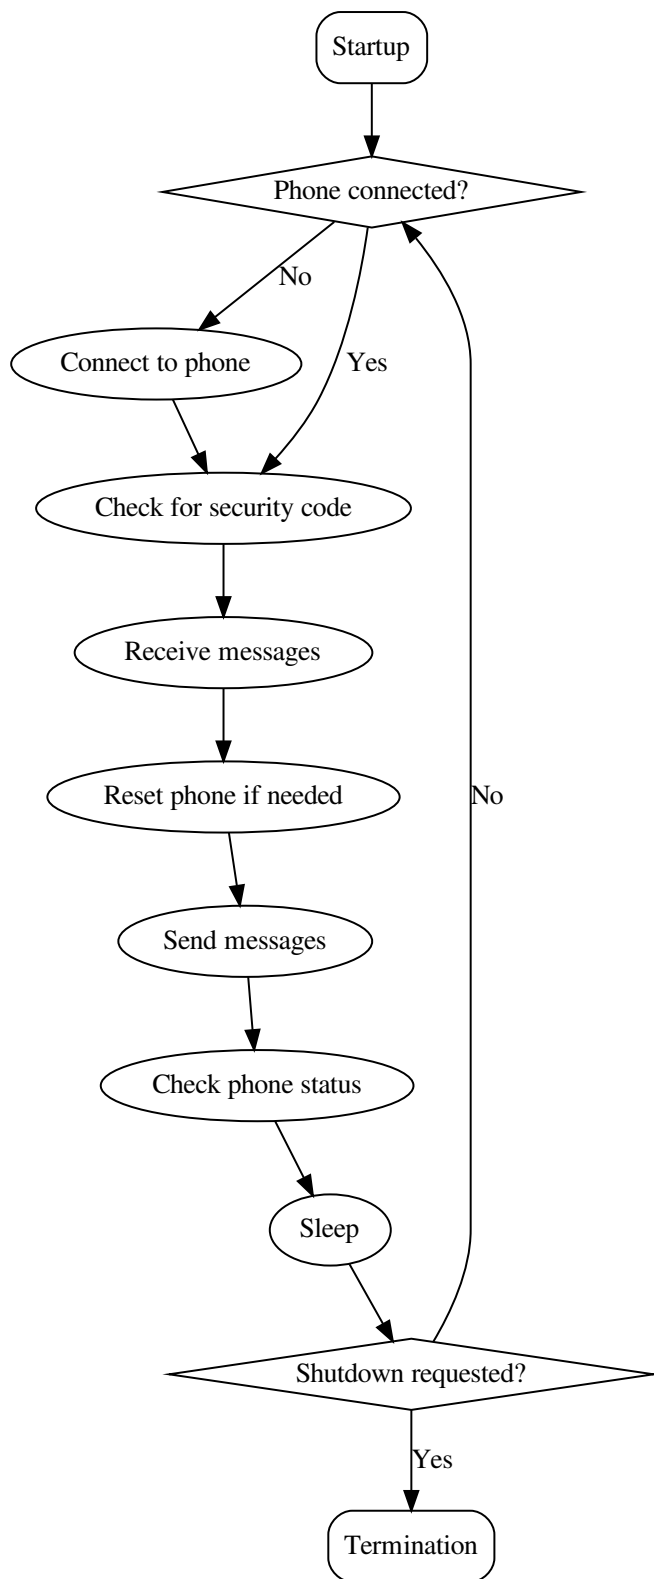 Startup
Phone connected?
No
Connect to phone
Yes
Check for security code
Receive messages
Reset phone if needed
No
Send messages
Check phone status
Sleep
Shutdown requested?
Yes
Termination